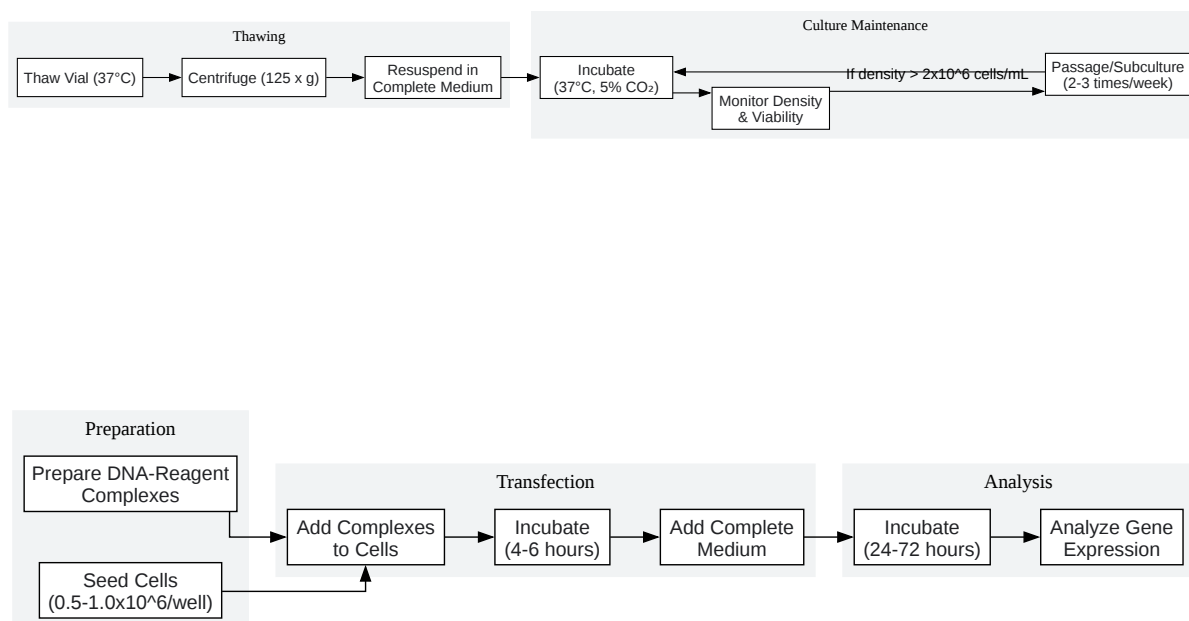 Thawing
Thaw Vial (37°C)
Centrifuge (125 x g)
Resuspend in
Complete Medium
Culture Maintenance
Incubate
(37°C, 5% CO₂)
Monitor Density
& Viability
If density > 2x10^6 cells/mL
Passage/Subculture
(2-3 times/week)
Preparation
Prepare DNA-Reagent
Complexes
Seed Cells
(0.5-1.0x10^6/well)
Transfection
Add Complexes
to Cells
Incubate
(4-6 hours)
Add Complete
Medium
Analysis
Incubate
(24-72 hours)
Analyze Gene
Expression